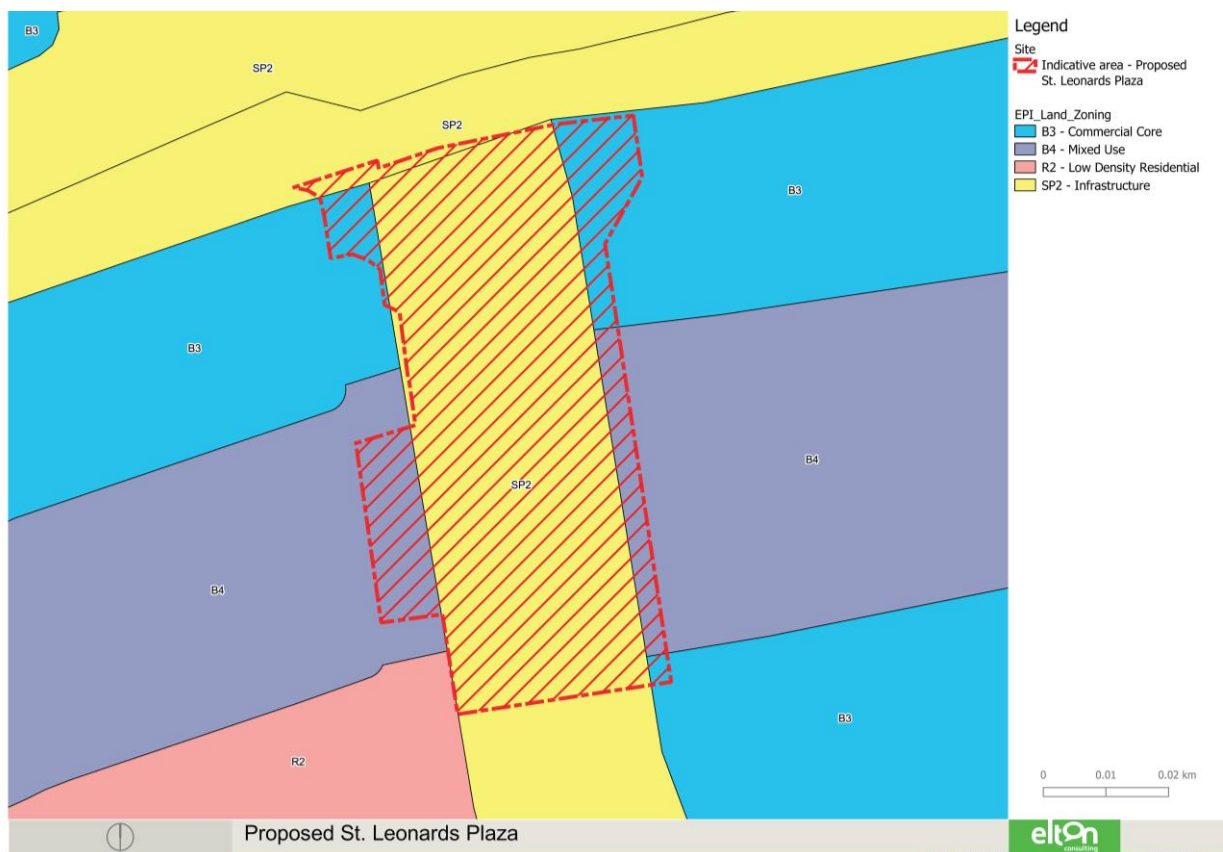 B3
SP2
SP2
B3
B3
B4
SP2
B4
B3
R2
Legend
Site
Indicative area - Proposed
St. Leonards Plaza
EPI_Land_Zoning
B3 - Commercial Core
B4 - Mixed Use
R2 - Low Density Residential
SP2 - Infrastructure
0 0.01 0.02 km
Proposed St. Leonards Plaza
elton
consulting